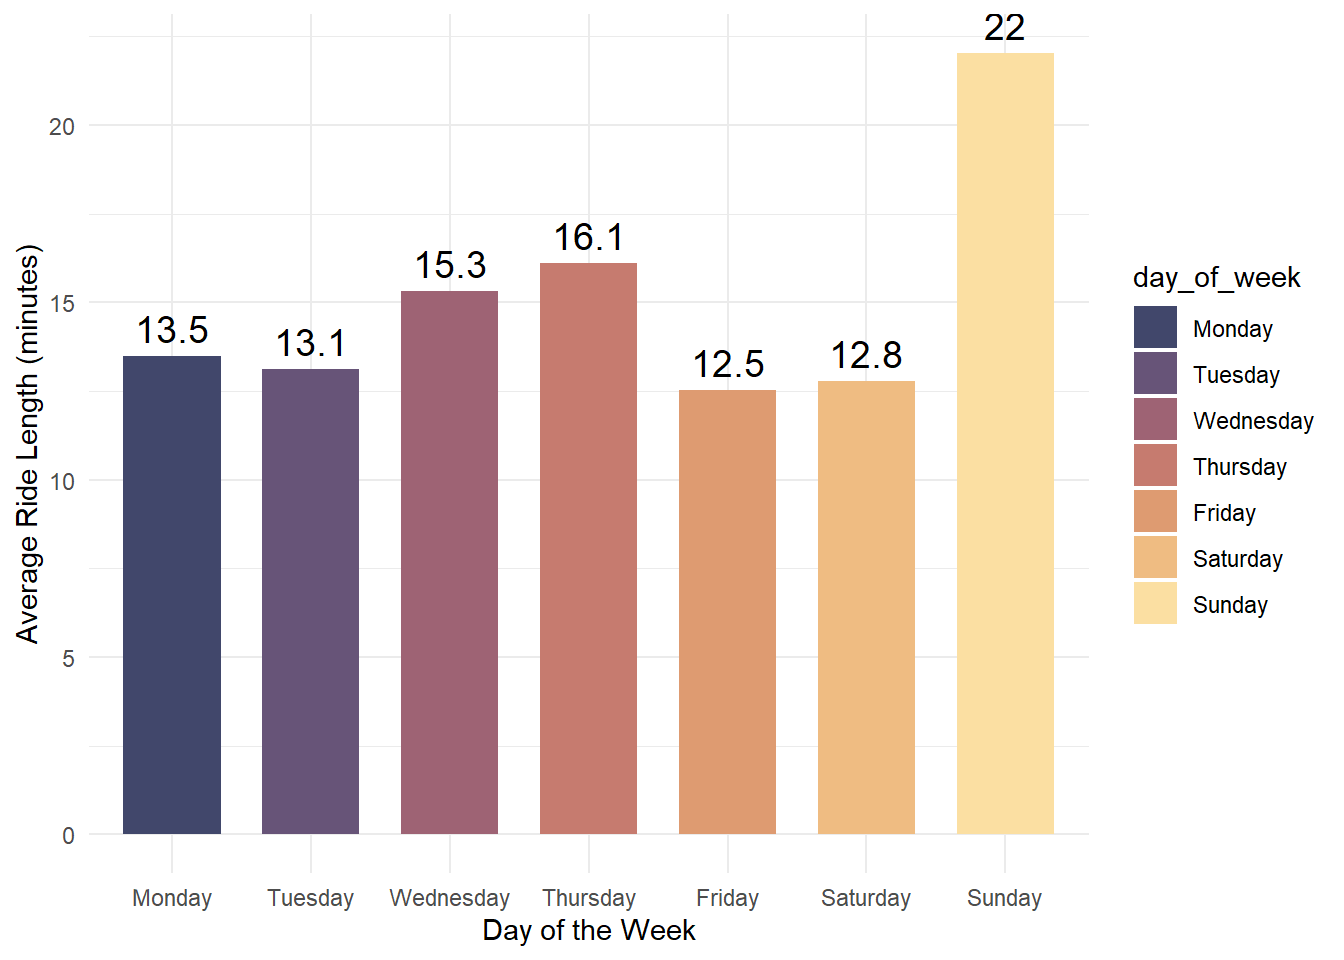 Average Ride Length (minutes)
20
15
10
5
0
13.5
13.1
15.3
16.1
12.5
12.8
22
Monday
Tuesday
Wednesday
Thursday
Friday
Saturday
Sunday
Day of the Week
day_of_week
Monday
Tuesday
Wednesday
Thursday
Friday
Saturday
Sunday